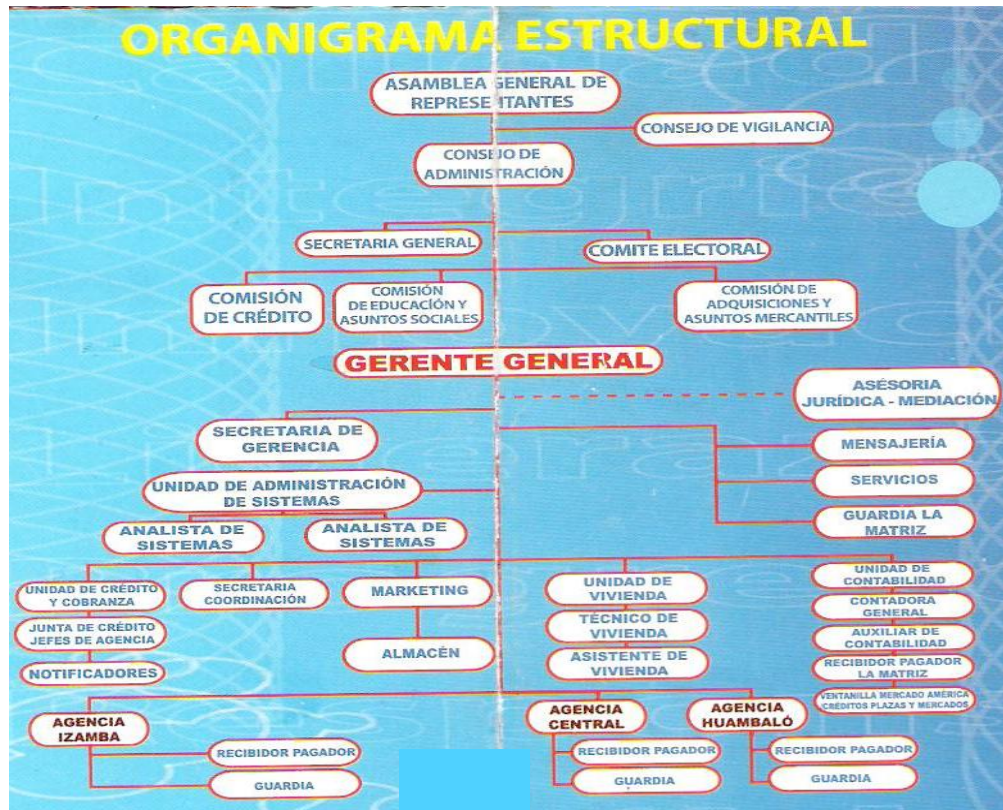 ORGANIGRAMA ESTRUCTURAL
ASAMBLEA GENERAL DE
REPRESENTANTES
CONSEJO DE VIGILANCIA
CONSEJO DE
ADMINISTRACIÓN
SECRETARIA GENERAL
COMITE ELECTORAL
COMISIÓN
DE CRÉDITO
COMISIÓN
DE EDUCACÍON Y
ASUNTOS SOCIALES
COMISIÓN DE
ADQUISICIONES Y
ASUNTOS MERCANTILES
GERENTE GENERAL
ASÉSORIA
JURÍDICA - MEDIACIÓN
SECRETARIA DE
GERENCIA
MENSAJERÍA
SERVICIOS
GUARDIA LA
MATRIZ
UNIDAD DE ADMINISTRACIÓN
DE SISTEMAS
ANALISTA DE
SISTEMAS
ANALISTA DE
SISTEMAS
UNIDAD DE CRÉDITO
Y COBRANZA
SECRETARIA
COORDINACIÓN
MARKETING
UNIDAD DE
VIVIENDA
UNIDAD DE
CONTABILIDAD
JUNTA DE CRÉDITO
JEFES DE AGENCIA
NOTIFICADORES
ALMACÉN
TÉCNICO DE
VIVIENDA
ASISTENTE DE
VIVIENDA
CONTADORA
GENERAL
AUXILIAR DE
CONTABILIDAD
RECIBIDOR PAGADOR
LA MATRIZ
VENTANILLA MERCADO AMÉRICA
CRÉDITOS PLAZAS Y MERCADOS
AGENCIA
IZAMBA
RECIBIDOR PAGADOR
GUARDIA
AGENCIA
CENTRAL
RECIBIDOR PAGADOR
GUARDIA
AGENCIA
HUAMBALÓ
RECIBIDOR PAGADOR
GUARDIA